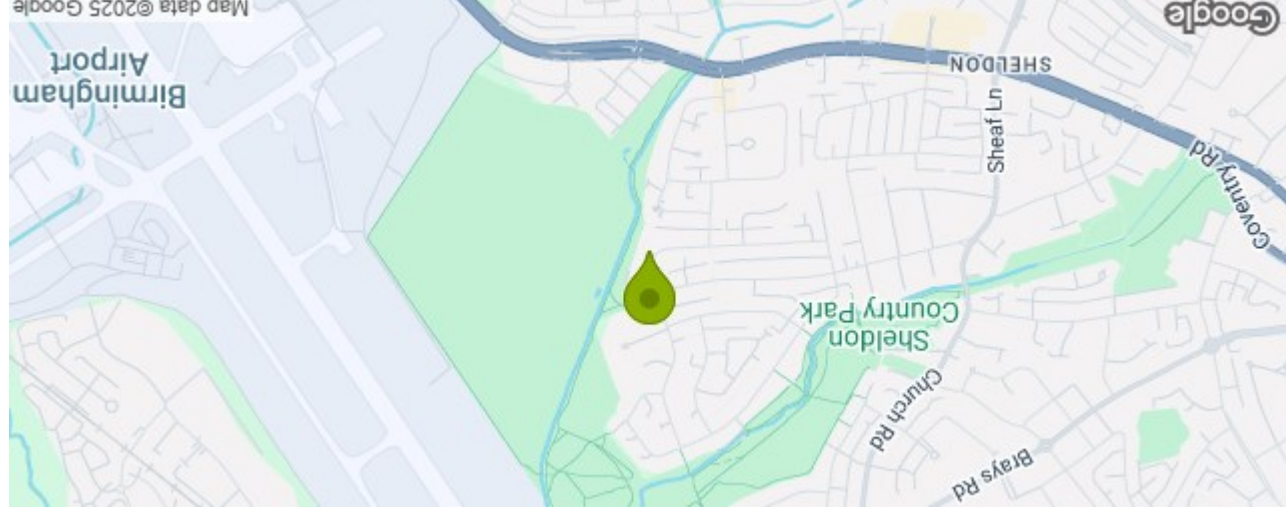 Brays Rd
Church Rd
Sheldon
Country Park
Coventry Rd
Sheaf Ln
SHELDON
Birmingham
Airport
Google
Map data ©2025 Google